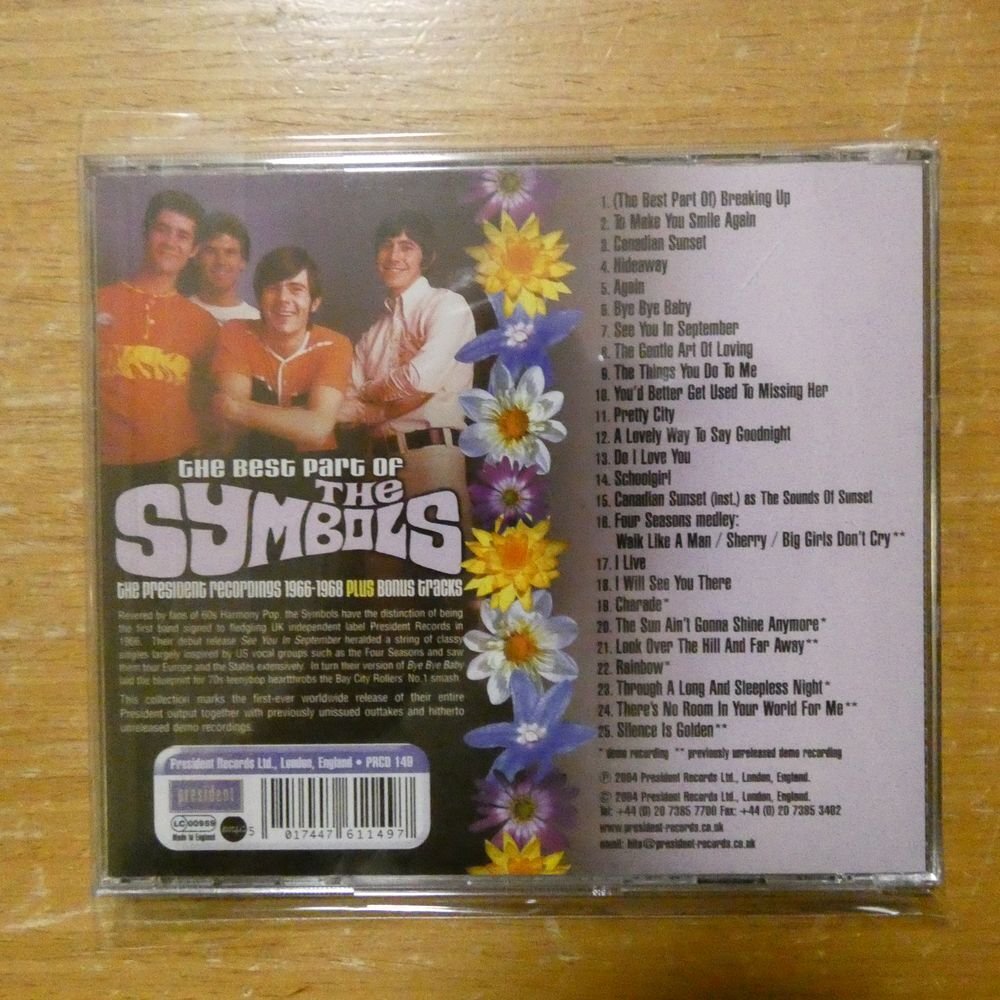 the Best Part of
THE
SYMBOLS
the President recordings 1966-1968 PLUS Bonus tracks
Revered by fans of 60s Harmony Pop, the Symbols have the distinction of being
the first band signed to fledgling UK independent label President Records in
1966. Their debut release See You In September heralded a string of classy
singles largely inspired by US vocal groups such as the Four Seasons and saw
them tour Europe and the States extensively. In turn their version of Bye Bye Baby
laid the blueprint for 70s teenybop heartthrobs the Bay City Rollers' No.1 smash.
This collection marks the first-ever worldwide release of their entire
President output together with previously unissued outtakes and hitherto
unreleased demo recordings.
President Records Ltd., London, England • PRCD 149
president
LC 00959
Made in England
5 017447 611497
1. (The Best Part Of) Breaking Up
2. To Make You Smile Again
3. Canadian Sunset
4. Hideaway
5. Again
6. Bye Bye Baby
7. See You In September
8. The Gentle Art Of Loving
9. The Things You Do To Me
10. You'd Better Get Used To Missing Her
11. Pretty City
12. A Lovely Way To Say Goodnight
13. Do I Love You
14. Schoolgirl
15. Canadian Sunset (Inst.) as The Sounds Of Sunset
16. Four Seasons medley:
Walk Like A Man / Sherry / Big Girls Don't Cry**
17. I Live
18. I Will See You There
19. Charade*
20. The Sun Ain't Gonna Shine Anymore*
21. Look Over The Hill And Far Away**
22. Rainbow*
23. Through A Long And Sleepless Night*
24. There's No Room In Your World For Me**
25. Silence Is Golden**
* demo recording ** previously unreleased demo recording
℗ 2004 President Records Ltd., London, England.
© 2004 President Records Ltd., London, England.
Tel: +44 (0) 20 7385 7700 Fax: +44 (0) 20 7385 3402
www.president-records.co.uk
email: hits@president-records.co.uk